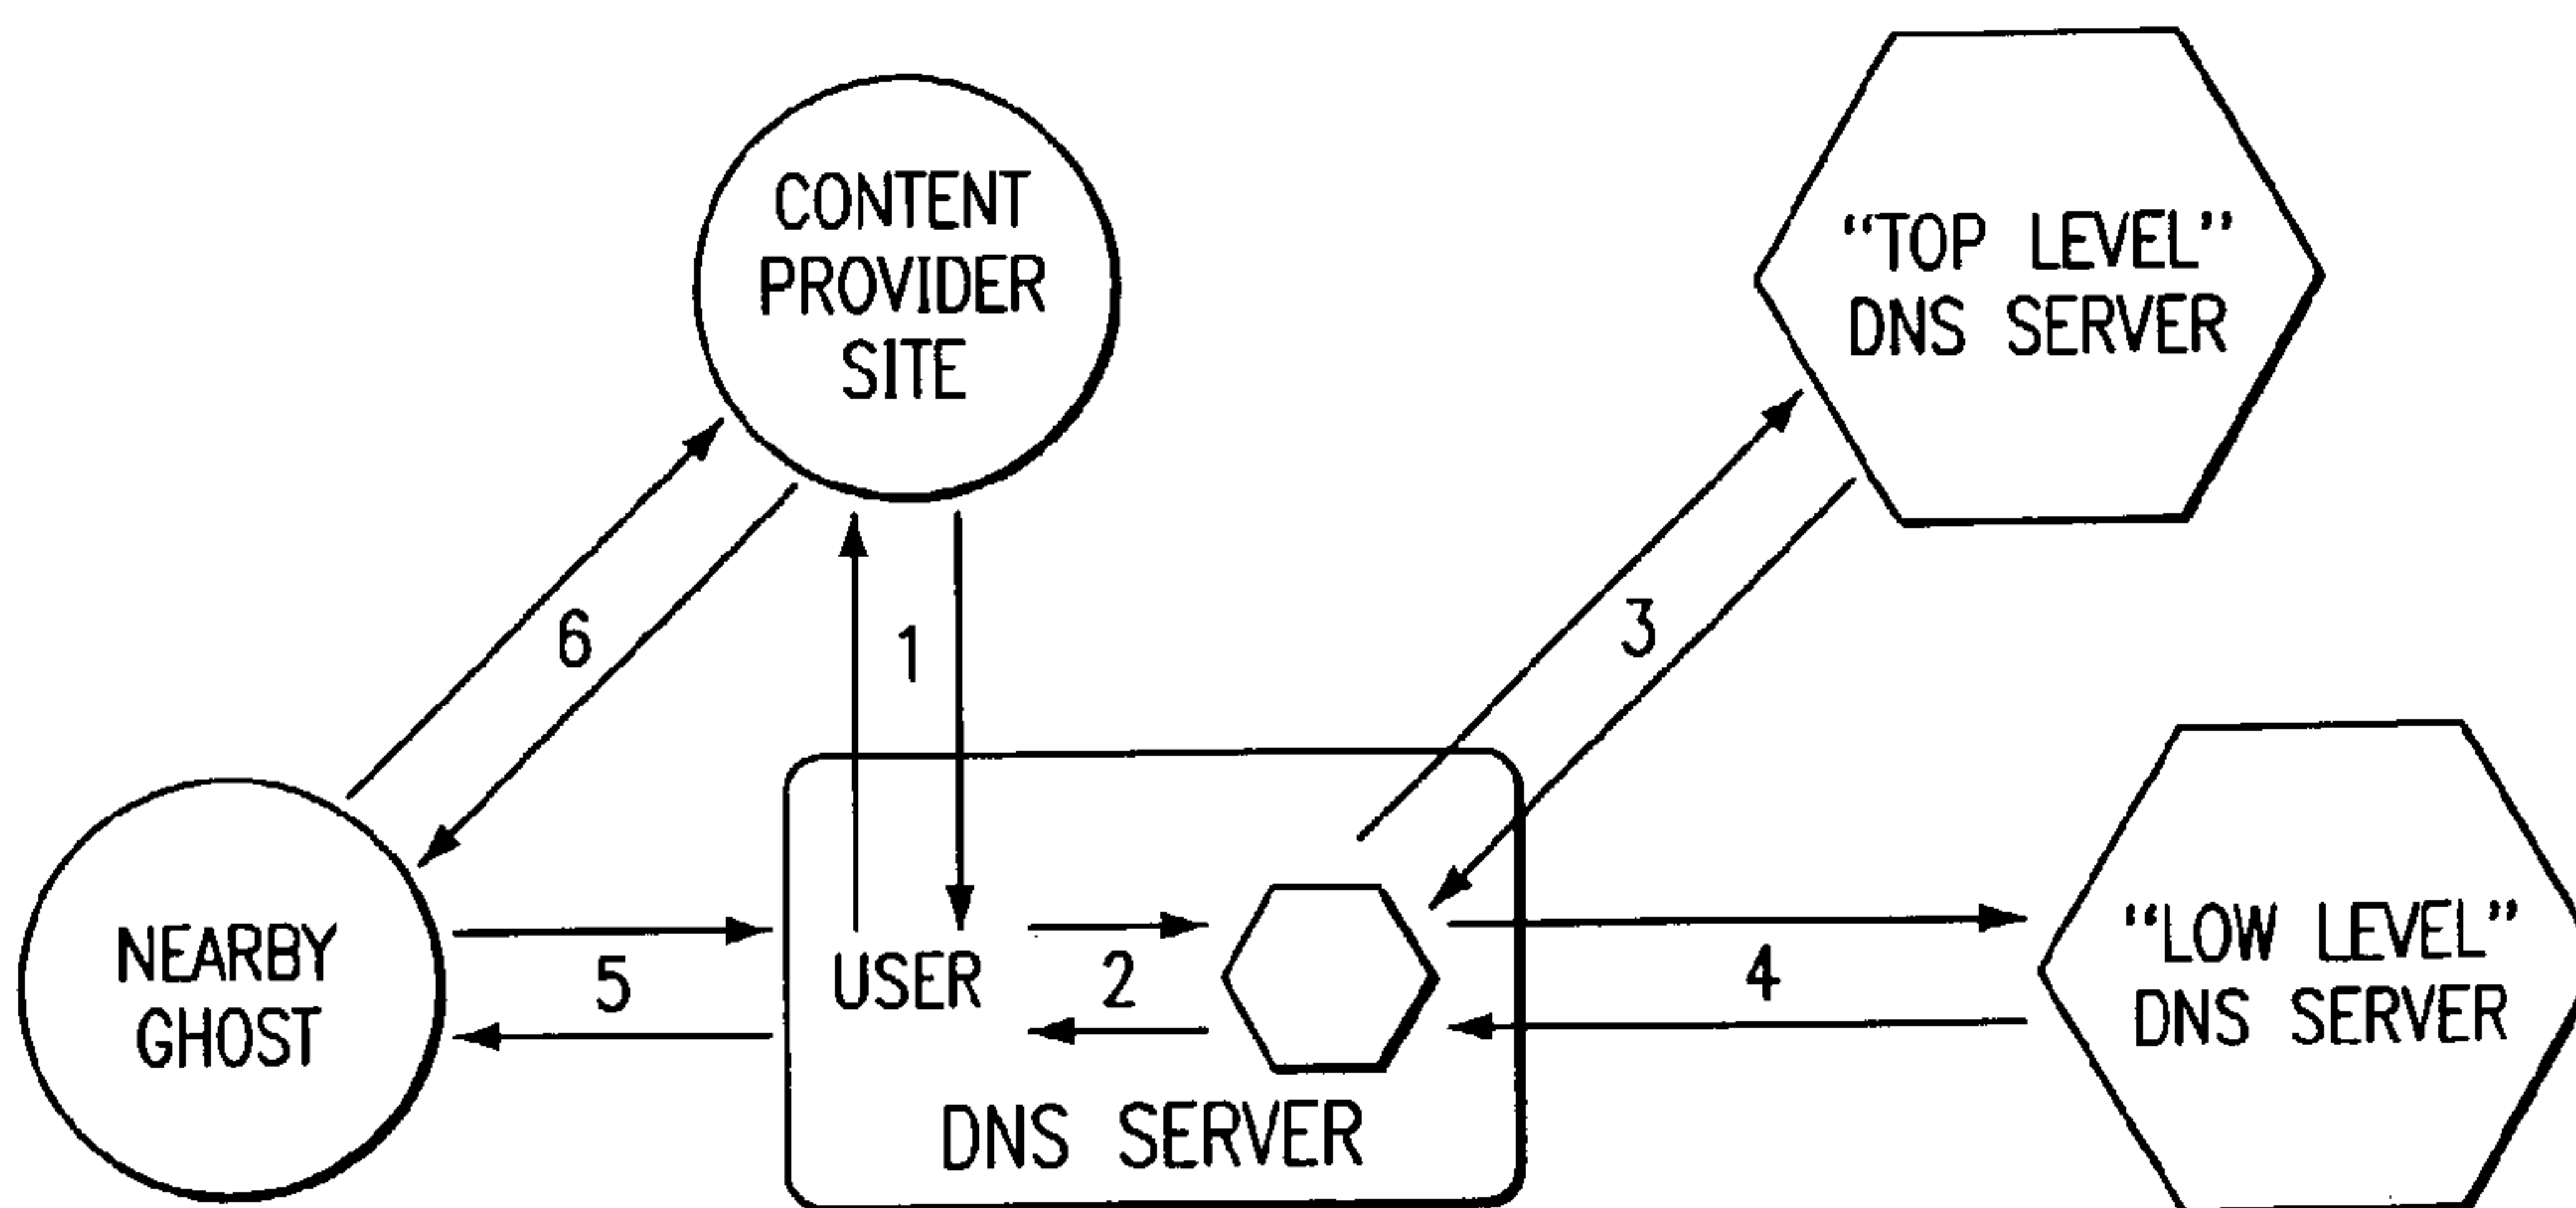 CONTENT
PROVIDER
SITE
“TOP LEVEL”
DNS SERVER
6
1
3
NEARBY
GHOST
5
USER
2
4
“LOW LEVEL”
DNS SERVER
DNS SERVER